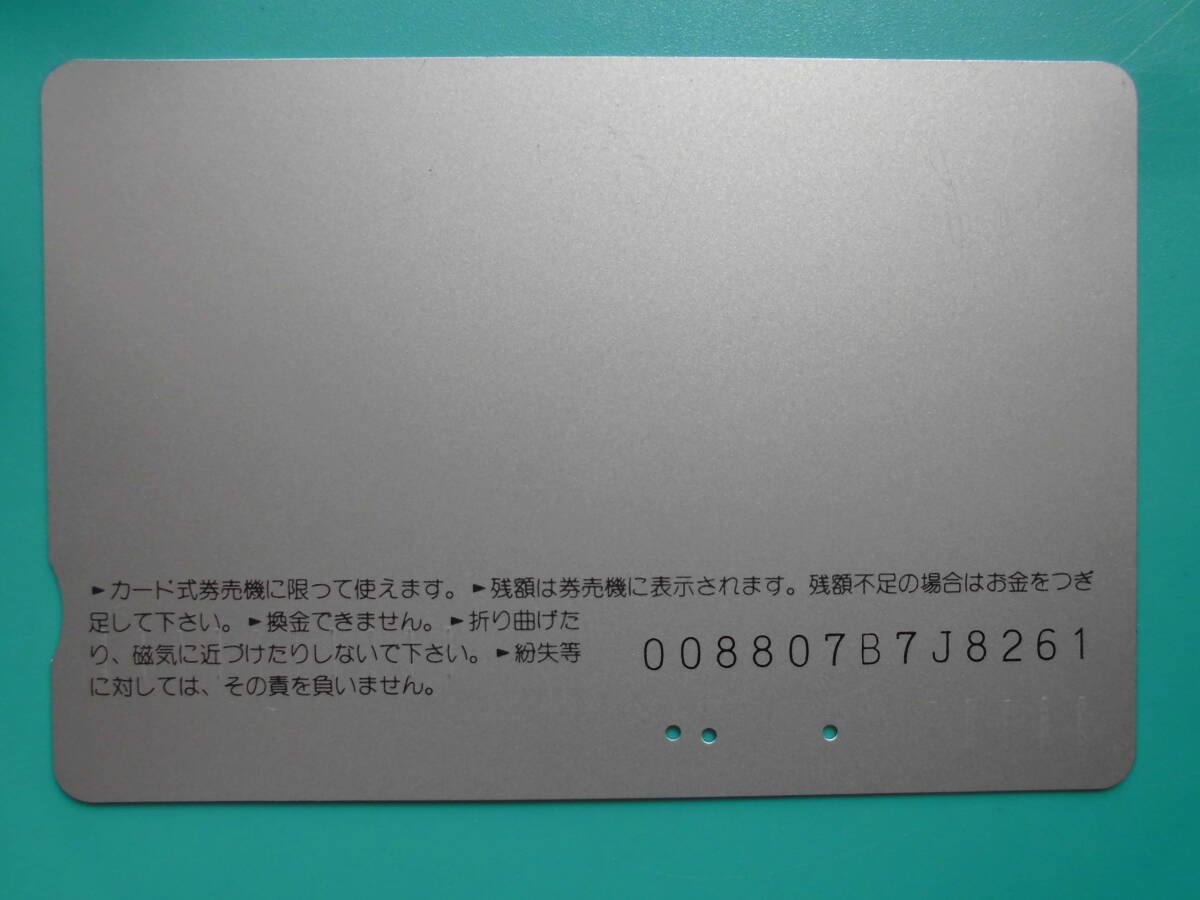 ►カード式券売機に限って使えます。►残額は券売機に表示されます。残額不足の場合はお金をつぎ
足して下さい。►換金できません。►折り曲げた
り、磁気に近づけたりしないで下さい。►紛失等
に対しては、その責を負いません。
008807B7J8261